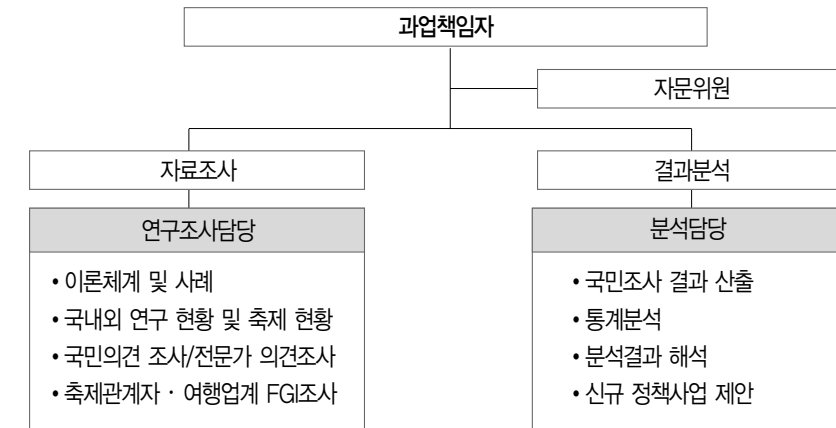 과업책임자
자문위원
자료조사
결과분석
연구조사담당
• 이론체계 및 사례
• 국내외 연구 현황 및 축제 현황
• 국민의견 조사/전문가 의견조사
• 축제관계자 · 여행업계 FGI조사
분석담당
• 국민조사 결과 산출
• 통계분석
• 분석결과 해석
• 신규 정책사업 제안